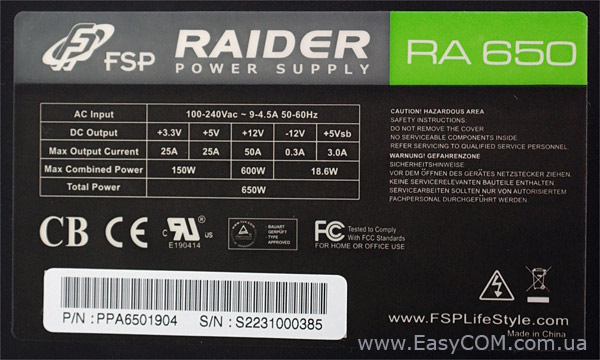 FSP
RAIDER
POWER SUPPLY
RA 650
AC Input 100-240Vac ~ 9-4.5A 50-60Hz
DC Output +3.3V +5V +12V -12V +5Vsb
Max Output Current 25A 25A 50A 0.3A 3.0A
Max Combined Power 150W 600W 18.6W
Total Power 650W
CAUTION! HAZARDOUS AREA
SAFETY INSTRUCTIONS
DO NOT REMOVE THE COVER
NO SERVICEABLE COMPONENTS INSIDE
REFER SERVICING TO QUALIFIED SERVICE PERSONNEL
WARNUNG! GEFAHRENZONE
SICHERHEITSHINWEIS
VOR DEM ÖFFNEN DES GERÄTES NETZSTECKER ZIEHEN
KEINE SERVICERELEVANTEN BAUTEILE ENTHALTEN
SERVICEARBEITEN SOLLTEN NUR VON AUTORISIERTEM
FACHPERSONAL DURCHGEFÜHRT WERDEN
CB CE
c RU US
E190414
BAUART
GEPRÜFT
TYPE
APPROVED
FC Tested To Comply
With FCC Standards
FOR HOME OR OFFICE USE
P/N : PPA6501904 S/N : S2231000385
www.FSPLifeStyle.com
Made in China
www.EasyCOM.com.ua